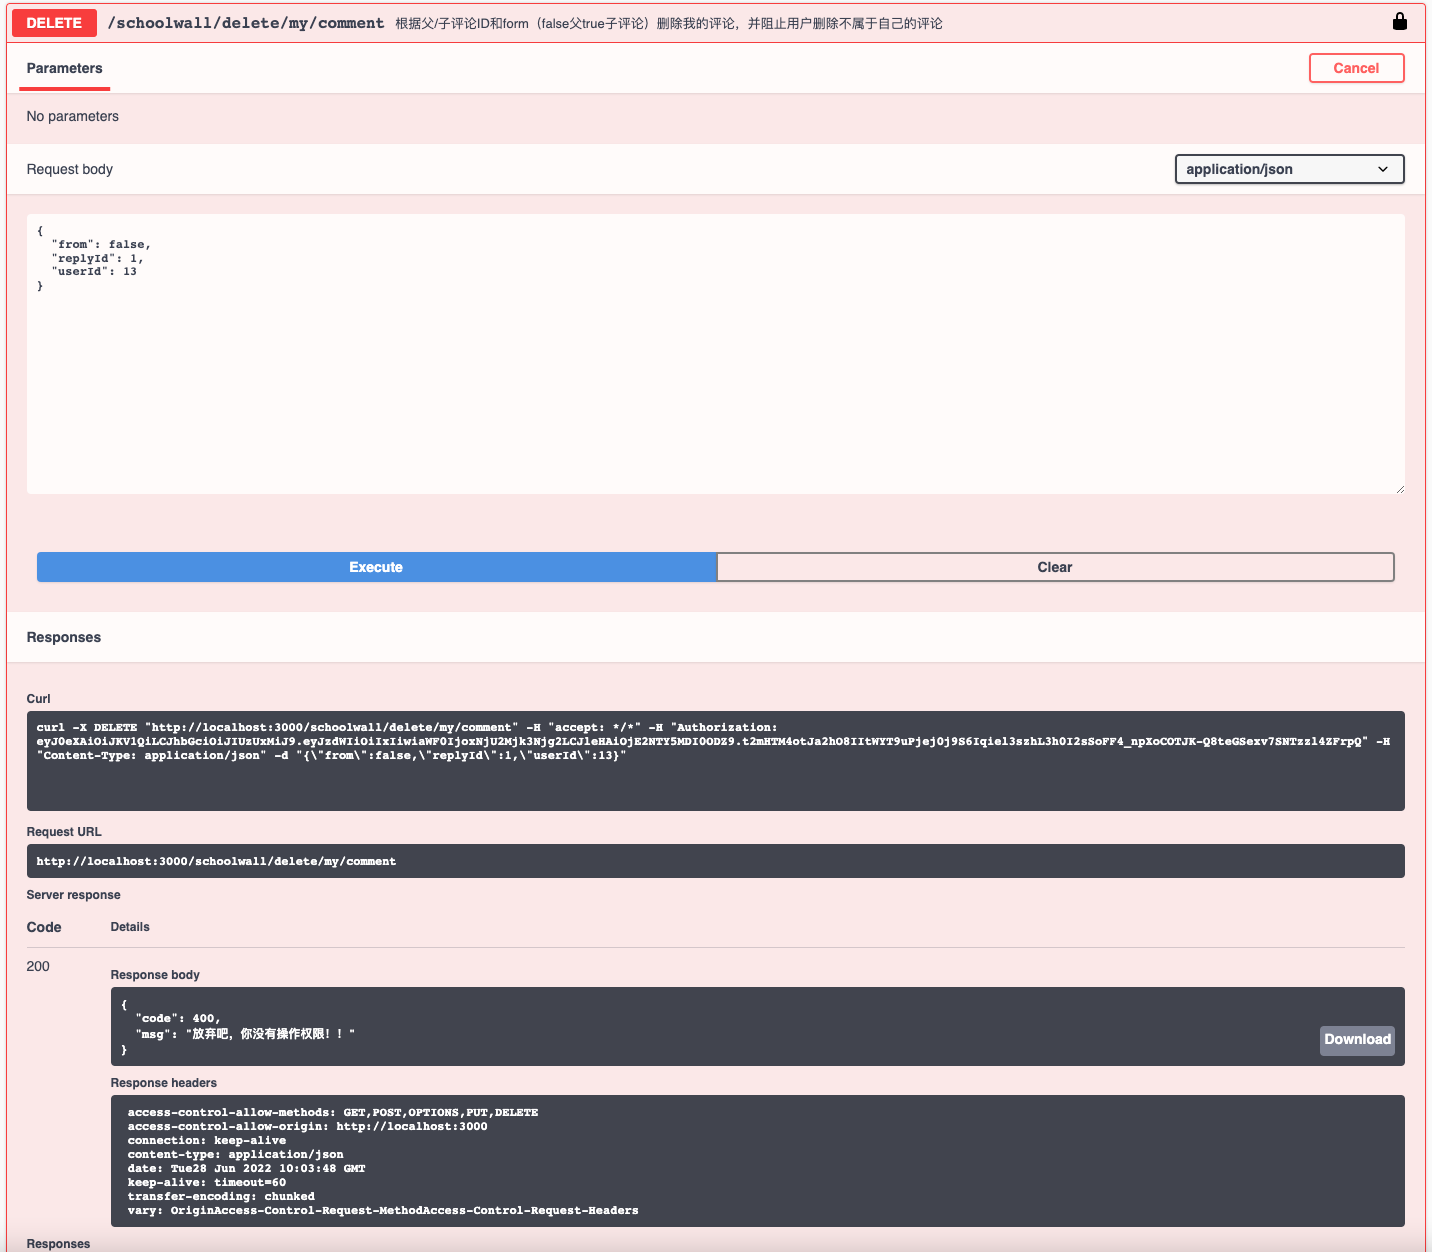 DELETE /schoolwall/delete/my/comment 根据父/子评论ID和form（false父true子评论）删除我的评论，并阻止用户删除不属于自己的评论
Parameters
Cancel
No parameters
Request body
application/json
{
"from": false,
"replyId": 1,
"userId": 13
}
Execute
Clear
Responses
Curl
curl -X DELETE "http://localhost:3000/schoolwall/delete/my/comment" -H "accept: */*" -H "Authorization:
-H
"Content-Type: application/json" -d "{\"from\":false,\"replyId\":1,\"userId\":13}"
Request URL
http://localhost:3000/schoolwall/delete/my/comment
Server response
Code Details
200
Response body
{
"code": 400,
"msg": "放弃吧，你没有操作权限！！"
}
Download
Response headers
access-control-allow-methods: GET,POST,OPTIONS,PUT,DELETE
access-control-allow-origin: http://localhost:3000
connection: keep-alive
content-type: application/json
date: Tue28 Jun 2022 10:03:48 GMT
keep-alive: timeout=60
transfer-encoding: chunked
vary: OriginAccess-Control-Request-MethodAccess-Control-Request-Headers
Responses